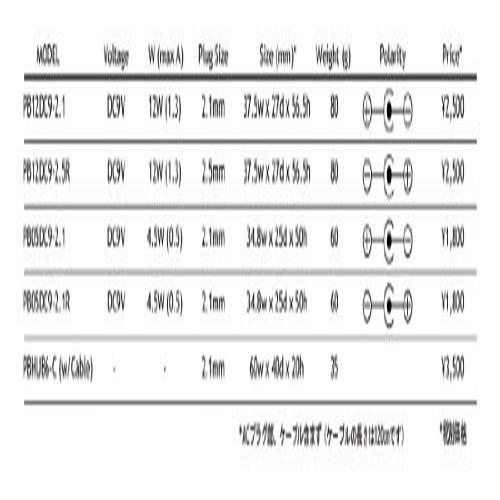 MODEL Voltage W (max A) Plug Size Size (mm)* Weight (g) Polarity Price*
PB12DC9-2.1 DC9V 12W (1.3) 2.1mm 37.5w x 27d x 56.5h 80 ¥2,500
PB12DC9-2.5R DC9V 12W (1.3) 2.5mm 37.5w x 27d x 56.5h 80 ¥2,500
PB05DC9-2.1 DC9V 4.5W (0.5) 2.1mm 34.8w x 25d x 50h 60 ¥1,800
PB05DC9-2.1R DC9V 4.5W (0.5) 2.1mm 34.8w x 25d x 50h 60 ¥1,800
PBHUB6-C (w/Cable) - - 2.1mm 60w x 40d x 20h 35 ¥3,500
*ACプラグ部、ケーブル含まず (ケーブルの長さは120cmです) *税別価格